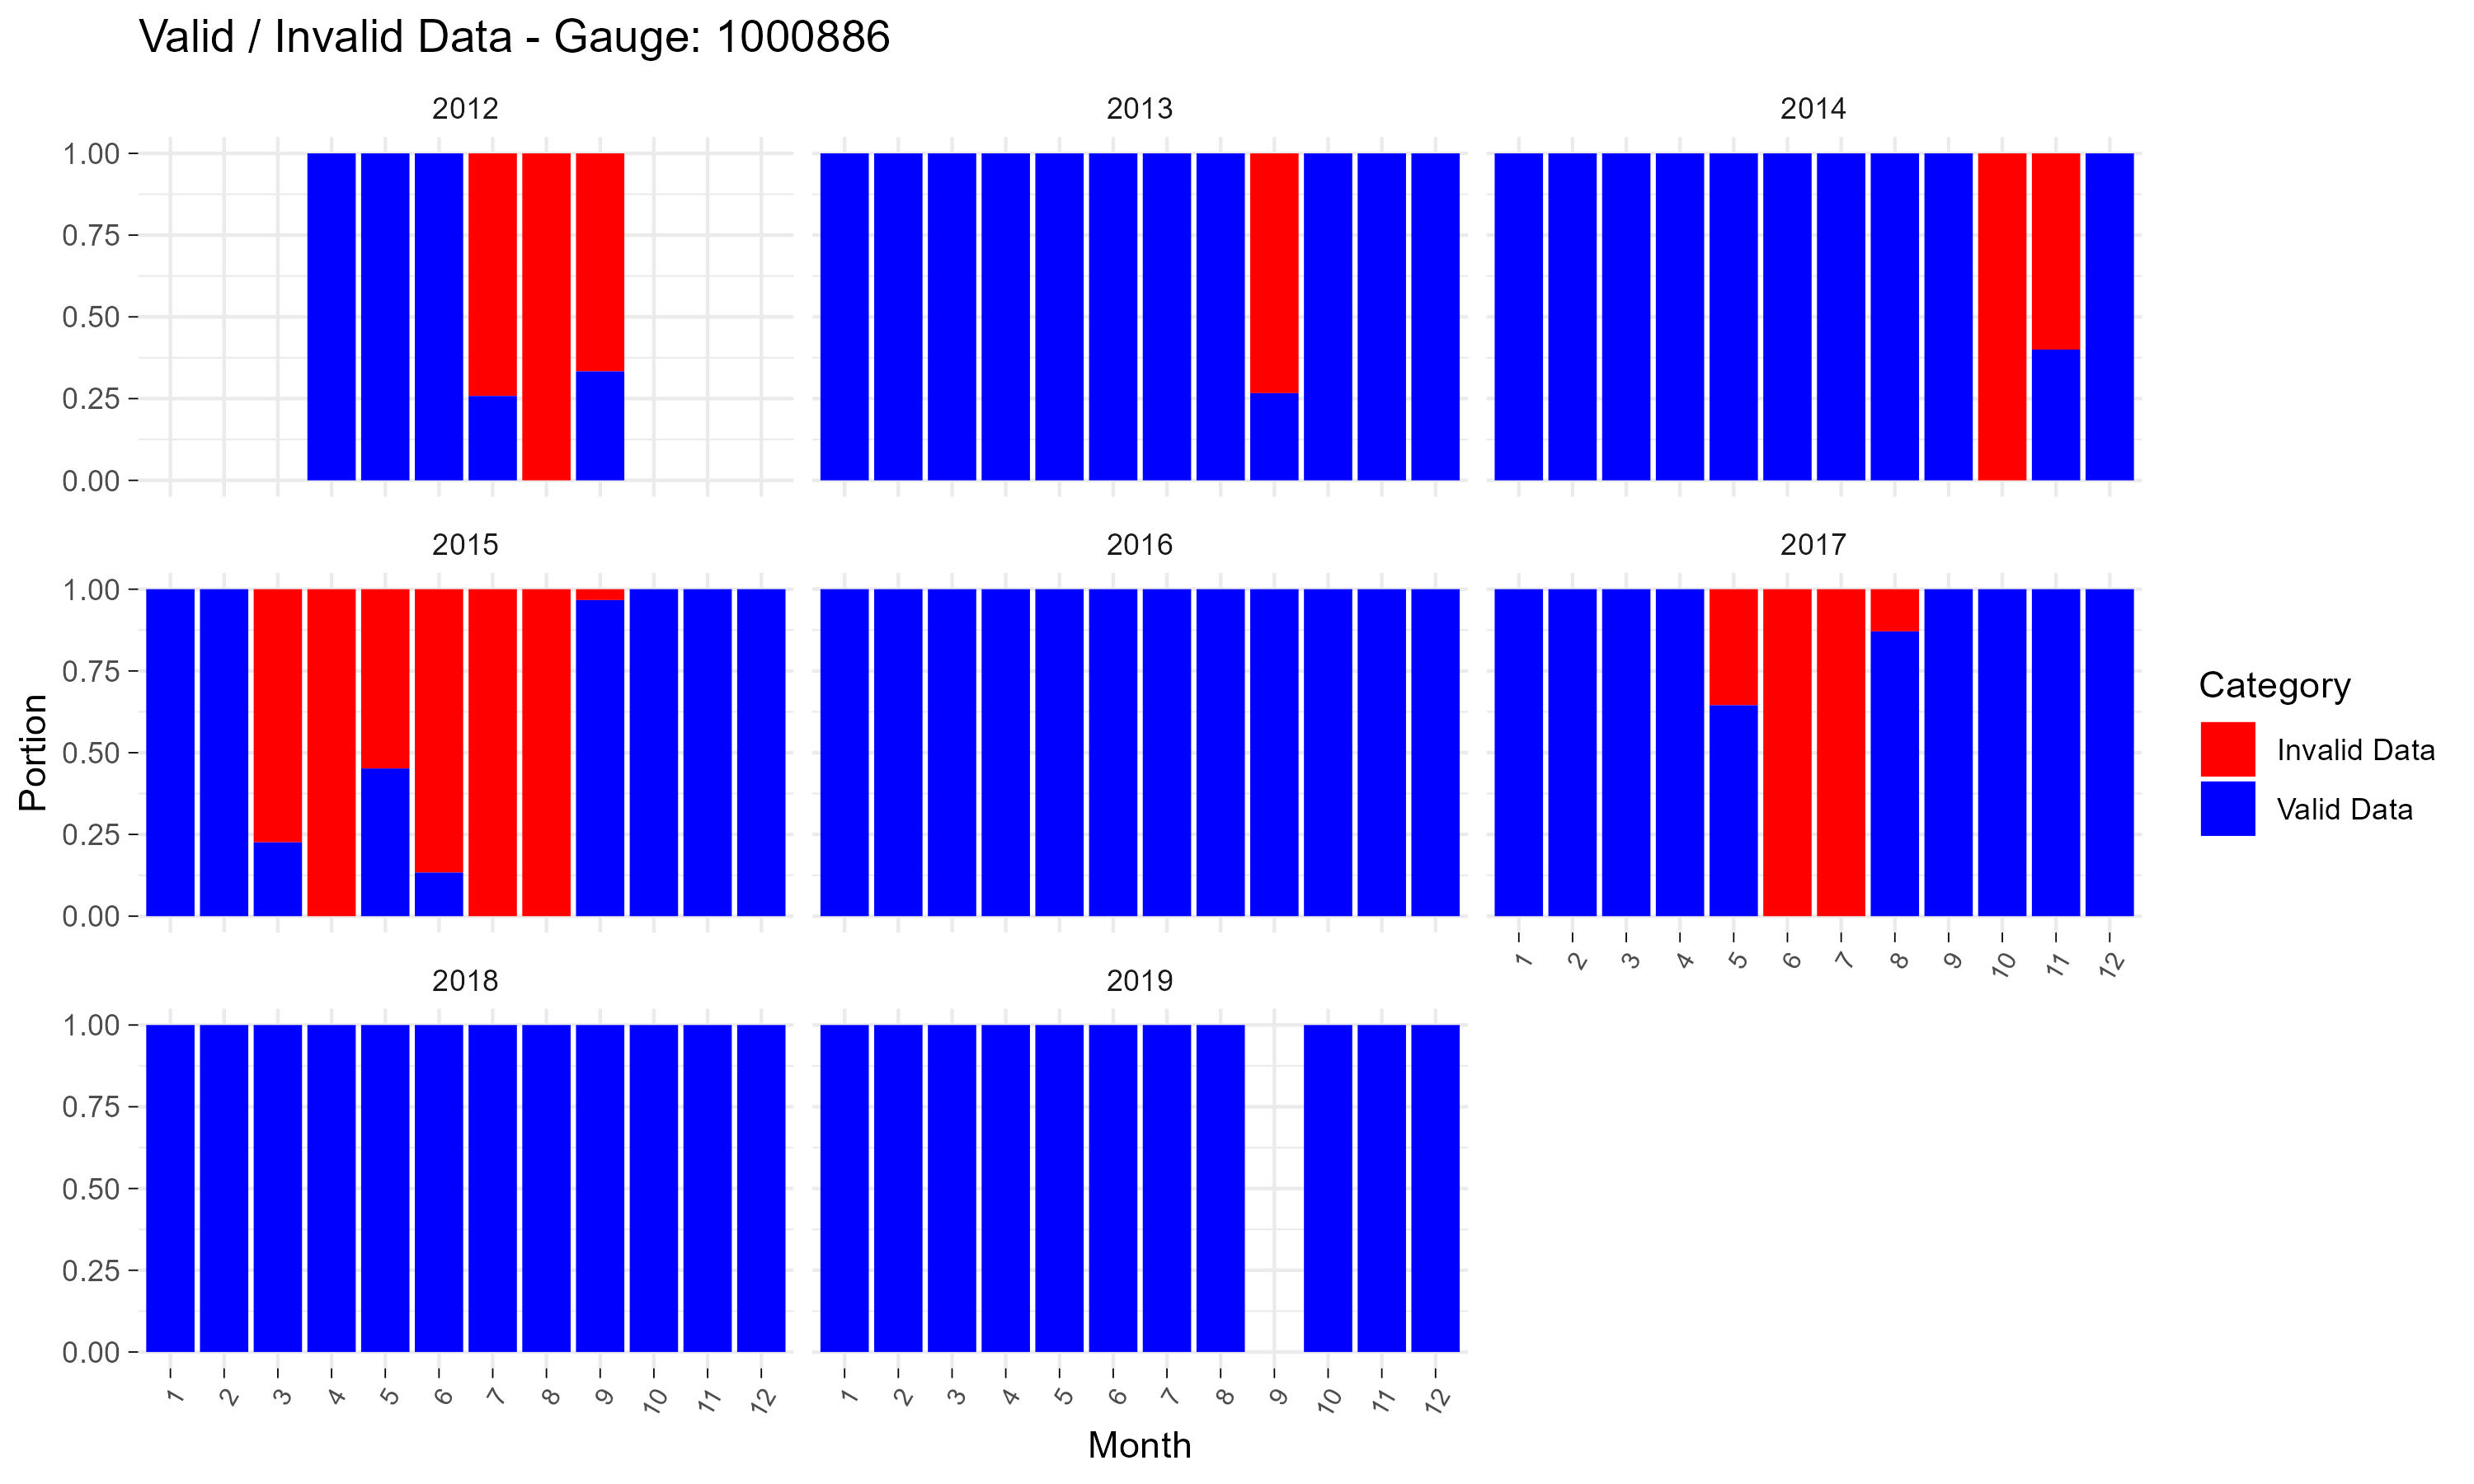 Valid / Invalid Data - Gauge: 1000886
2012 2013 2014
1.00
0.75
0.50
0.25
0.00
2015 2016 2017
1.00
0.75
0.50
0.25
0.00
Portion
1 2 3 4 5 6 7 8 9 10 11 12
Category
Invalid Data
Valid Data
2018 2019
1.00
0.75
0.50
0.25
0.00
1 2 3 4 5 6 7 8 9 10 11 12 1 2 3 4 5 6 7 8 9 10 11 12
Month